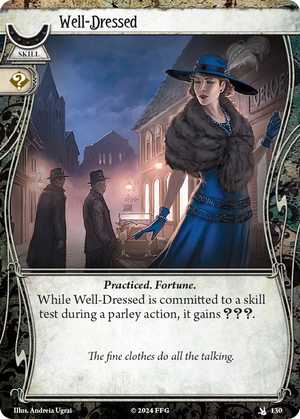 Well-Dressed
SKILL
?
Practiced. Fortune.
While Well-Dressed is committed to a skill
test during a parley action, it gains ???.
The fine clothes do all the talking.
Illus. Andreia Ugrai
© 2024 FFG
130